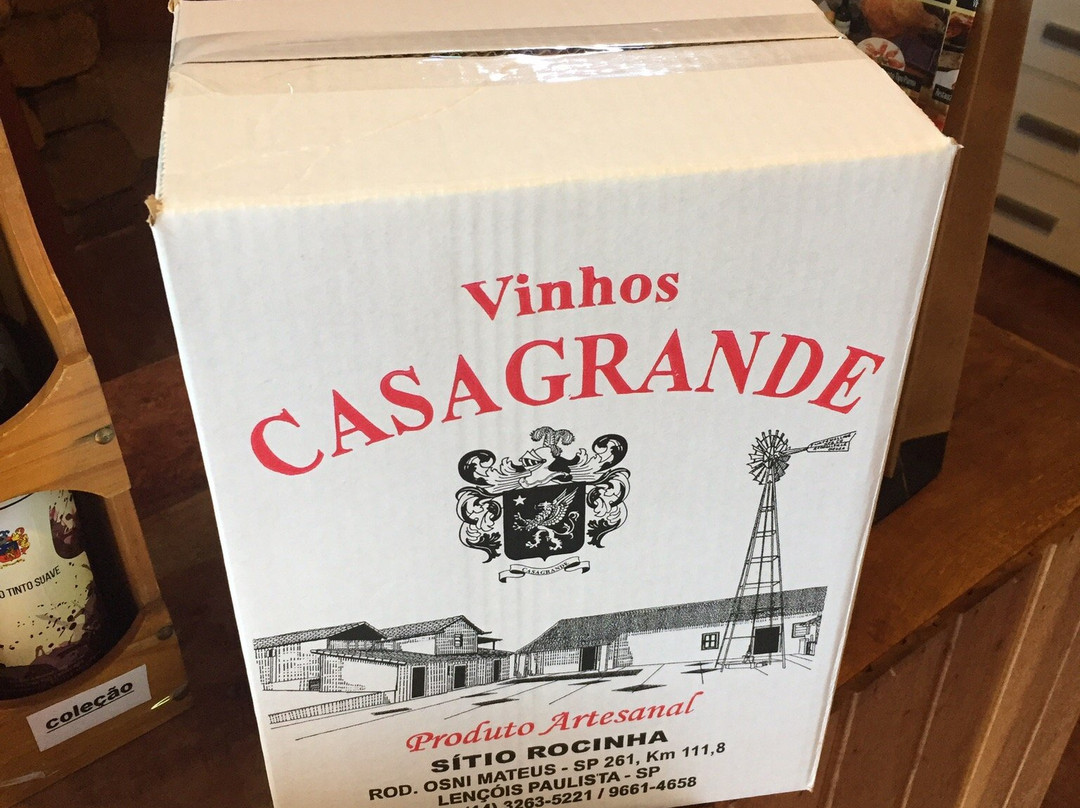 Vinhos
CASAGRANDE
CASAGRANDE
Produto Artesanal
SÍTIO ROCINHA
ROD. OSNI MATEUS - SP 261, Km 111,8
LENÇÓIS PAULISTA - SP
(14) 3263-5221 / 9661-4658
TINTO SUAVE
coleção